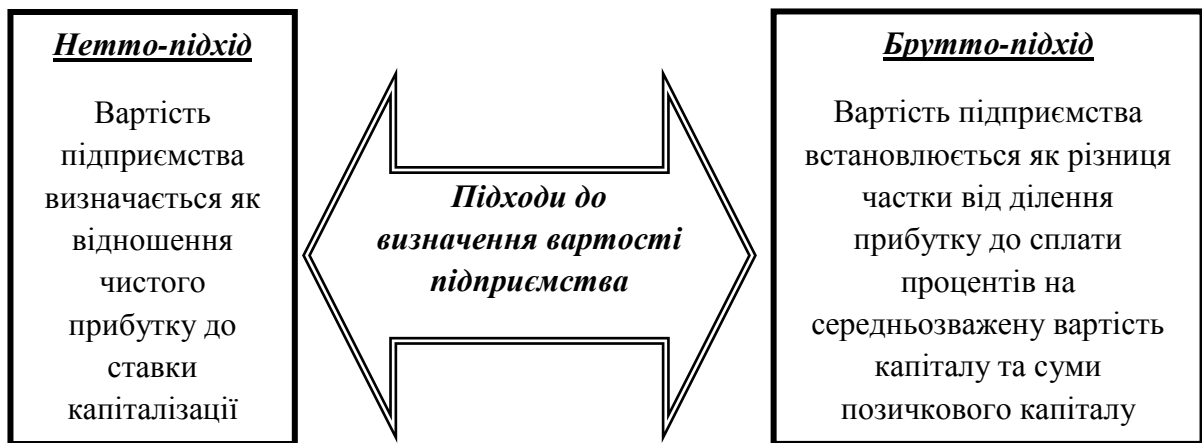 Нетто-підхід
Вартість
підприємства
визначається як
відношення
чистого
прибутку до
ставки
капіталізації
Підходи до
визначення вартості
підприємства
Брутто-підхід
Вартість підприємства
встановлюється як різниця
частки від ділення
прибутку до сплати
процентів на
середньозважену вартість
капіталу та суми
позичкового капіталу